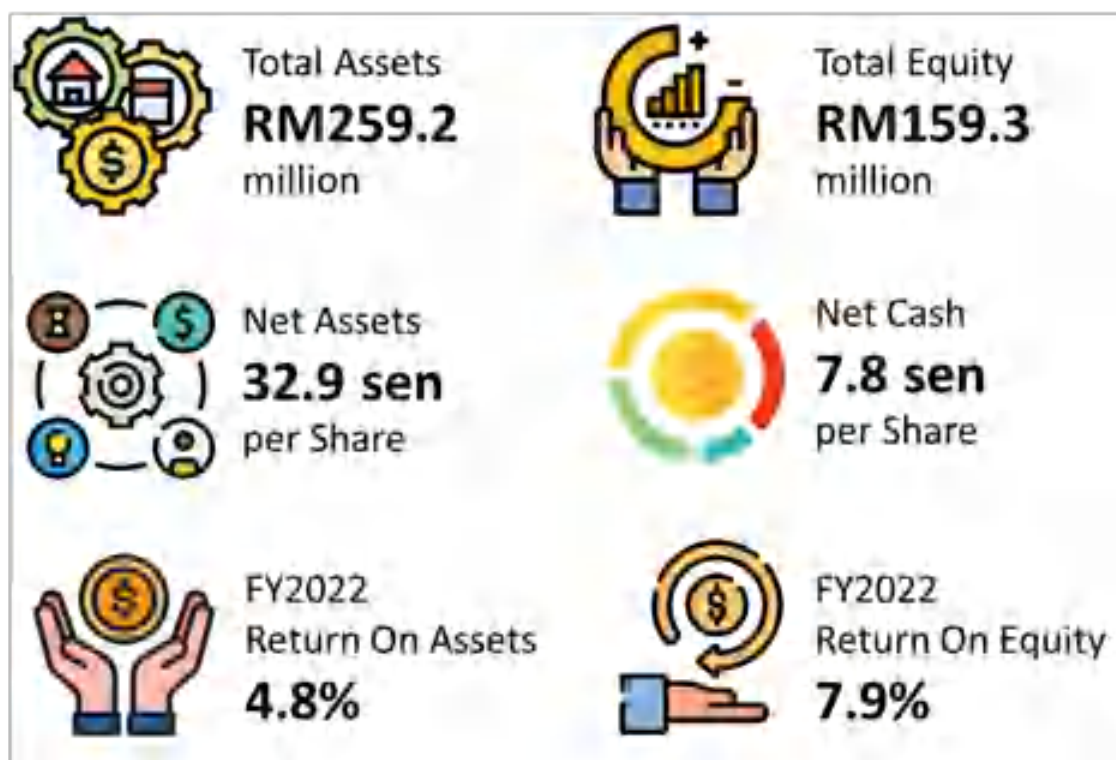 Total Assets
RM259.2
million
Total Equity
RM159.3
million
Net Assets
32.9 sen
per Share
Net Cash
7.8 sen
per Share
FY2022
Return On Assets
4.8%
FY2022
Return On Equity
7.9%